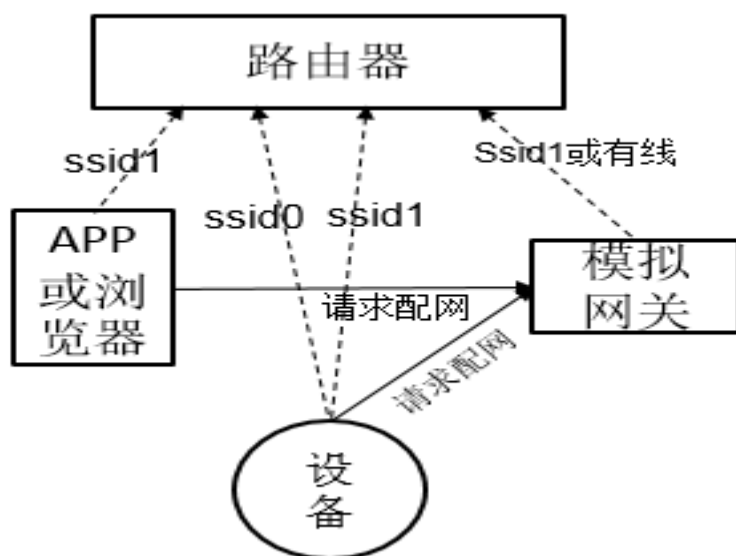 路由器
ssid1
Ssid1或有线
ssid0
ssid1
APP
或浏
览器
模拟
网关
请求配网
请求配网
设
备